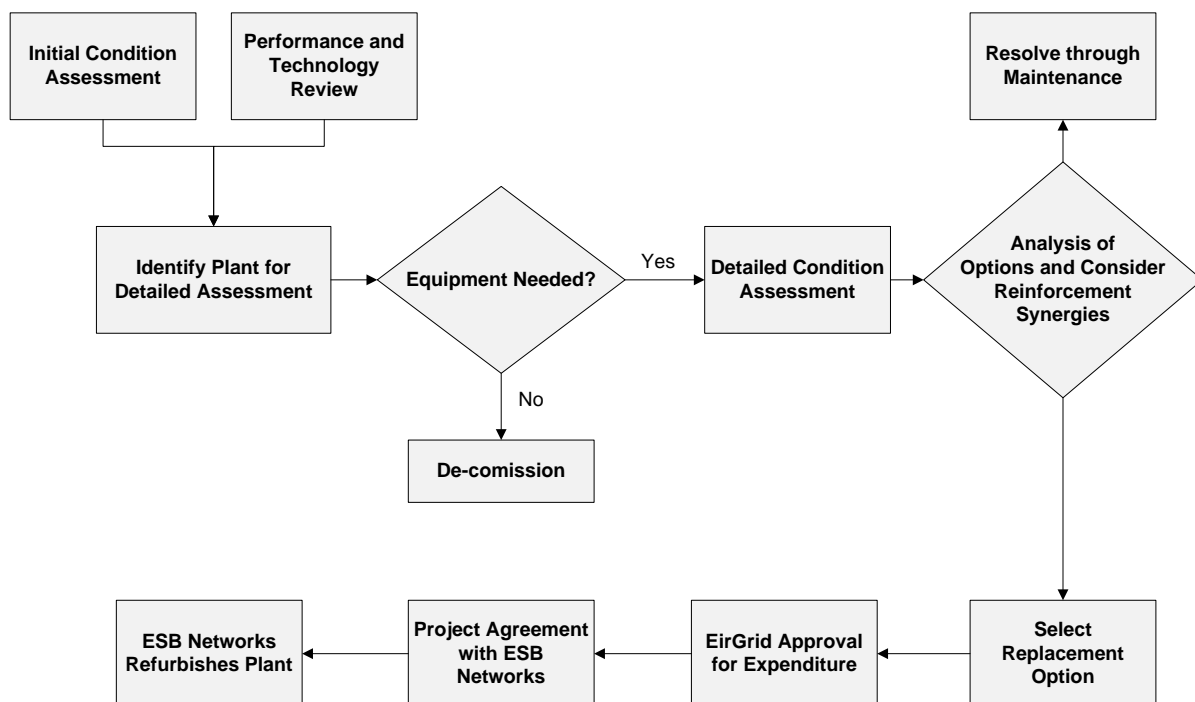 Initial Condition
Assessment
Performance and
Technology
Review
Resolve through
Maintenance
Identify Plant for
Detailed Assessment
Equipment Needed?
Yes
Detailed Condition
Assessment
Analysis of
Options and Consider
Reinforcement
Synergies
No
De-comission
ESB Networks
Refurbishes Plant
Project Agreement
with ESB
Networks
EirGrid Approval
for Expenditure
Select
Replacement
Option